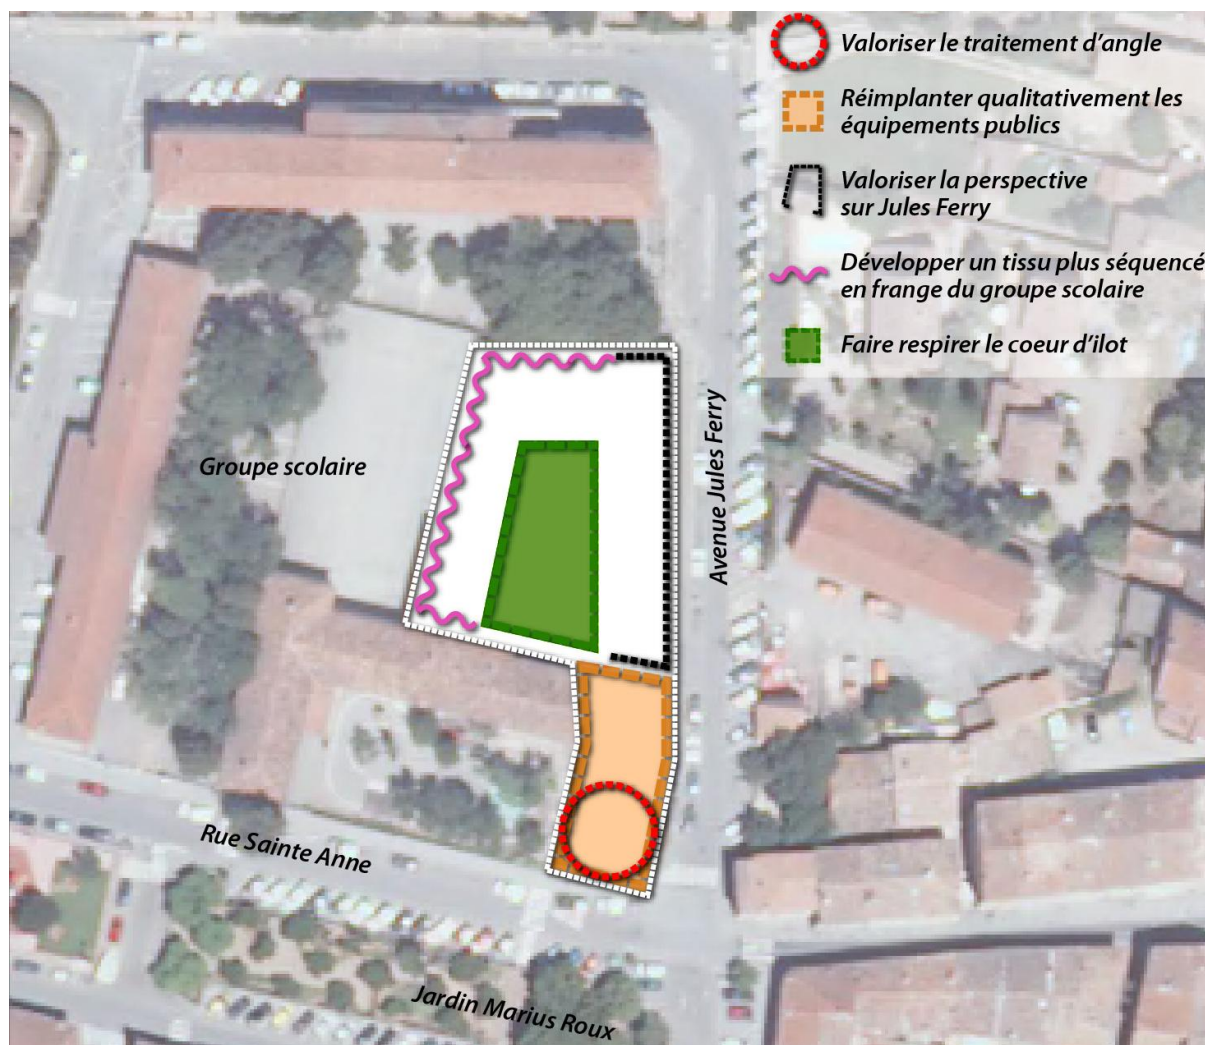 Valoriser le traitement d'angle
Réimplanter qualitativement les
équipements publics
Valoriser la perspective
sur Jules Ferry
Développer un tissu plus séquencé
en frange du groupe scolaire
Faire respirer le coeur d'ilot
Groupe scolaire
Avenue Jules Ferry
Rue Sainte Anne
Jardin Marius Roux